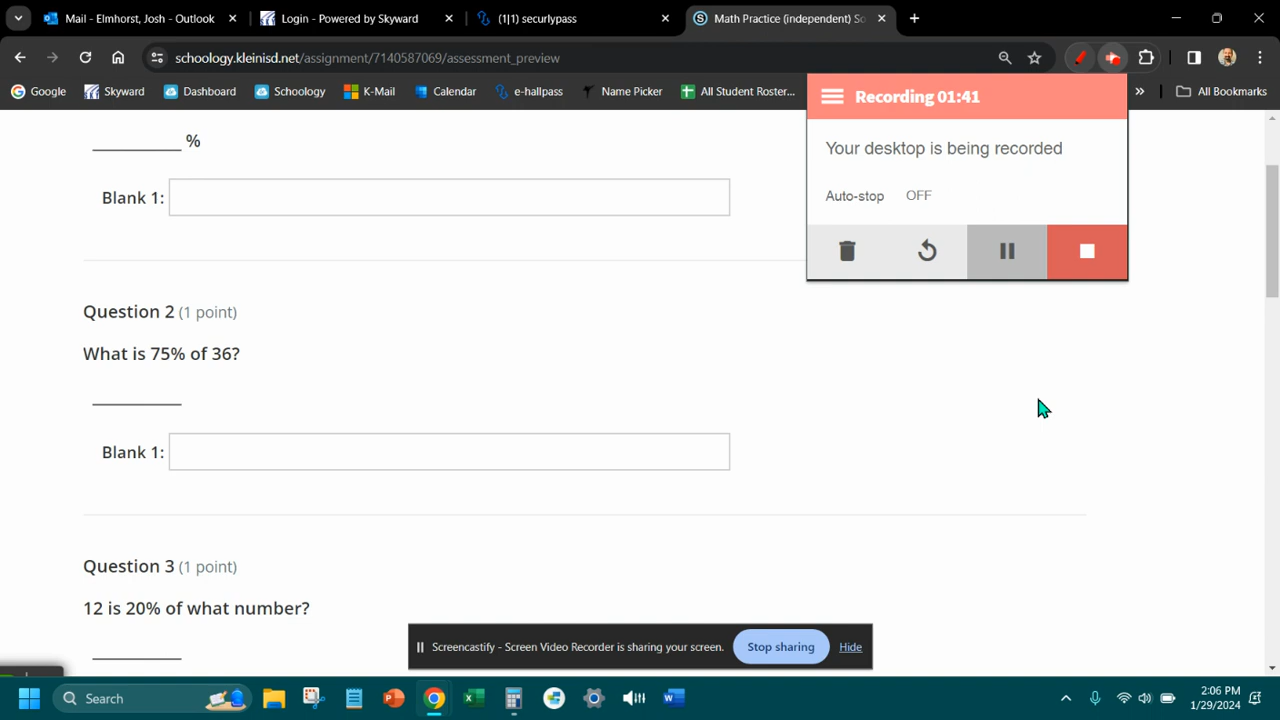 Mail - Elmhorst, Josh - Outlook
Login - Powered by Skyward
(1|1) securlypass
Math Practice (independent) So
schoology.kleinisd.net/assignment/7140587069/assessment_preview
Google
Skyward
Dashboard
Schoology
K-Mail
Calendar
e-hallpass
Name Picker
All Student Roster...
»
All Bookmarks
Recording 01:41
Your desktop is being recorded
Auto-stop OFF
__________ %
Blank 1:
Question 2 (1 point)
What is 75% of 36?
__________
Blank 1:
Question 3 (1 point)
12 is 20% of what number?
__________
Screencastify - Screen Video Recorder is sharing your screen.
Stop sharing
Hide
Search
2:06 PM
1/29/2024